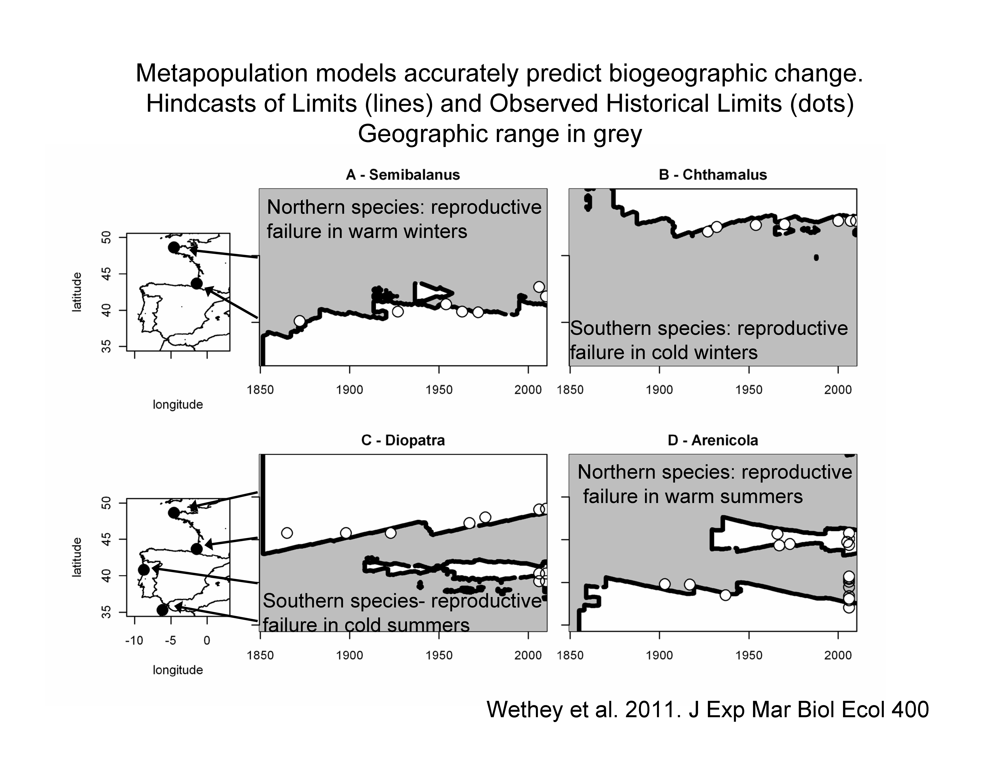 Metapopulation models accurately predict biogeographic change.
Hindcasts of Limits (lines) and Observed Historical Limits (dots)
Geographic range in grey
A - Semibalanus
B - Chthamalus
Northern species: reproductive
failure in warm winters
Southern species: reproductive
failure in cold winters
latitude
50
45
40
35
longitude
1850
1900
1950
2000
1850
1900
1950
2000
C - Diopatra
D - Arenicola
Northern species: reproductive
failure in warm summers
Southern species- reproductive
failure in cold summers
latitude
50
45
40
35
-10
-5
0
longitude
1850
1900
1950
2000
1850
1900
1950
2000
Wethey et al. 2011. J Exp Mar Biol Ecol 400